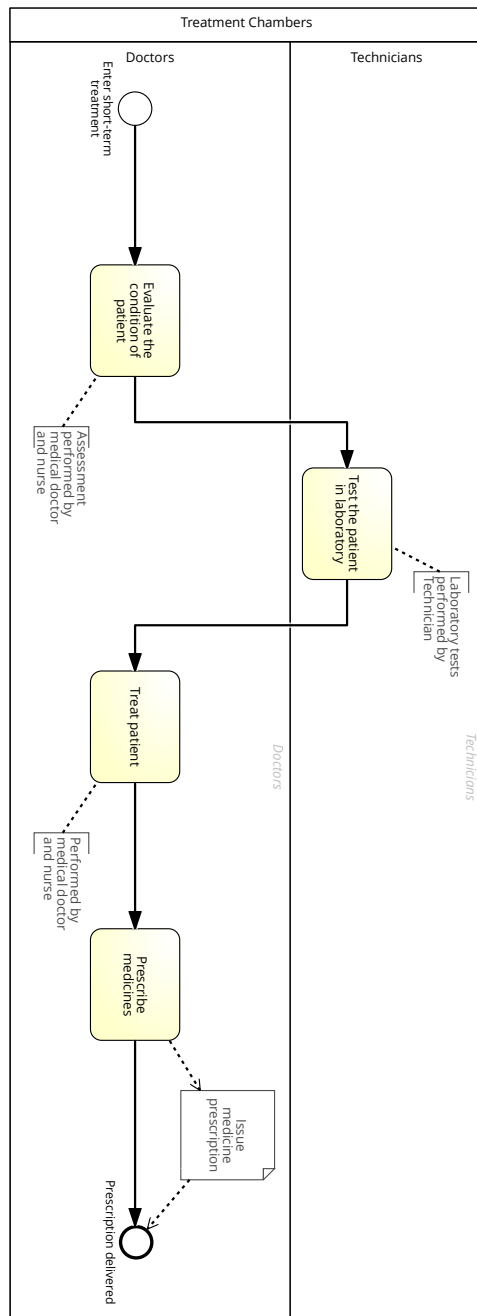 Treatment Chambers
Doctors
Technicians
Enter short-term
treatment
Evaluate the
condition of
patient
Assessment
performed by
medical doctor
and nurse
Test the patient
in laboratory
Laboratory tests
performed by
Technician
Treat patient
Doctors
Technicians
Performed by
medical doctor
and nurse
Prescribe
medicines
Issue
medicine
prescription
Prescription delivered